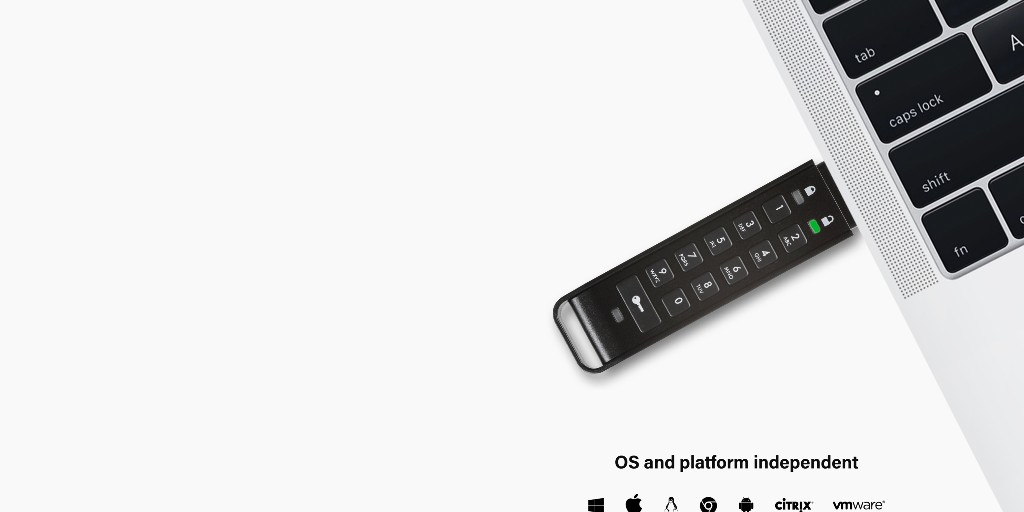 tab
A
caps lock
shift
fn
1
2 ABC
3 DEF
4 GHI
5 JKL
6 MNO
7 PQRS
8 TUV
9 WXYZ
0
OS and platform independent
CITRIX
vmware